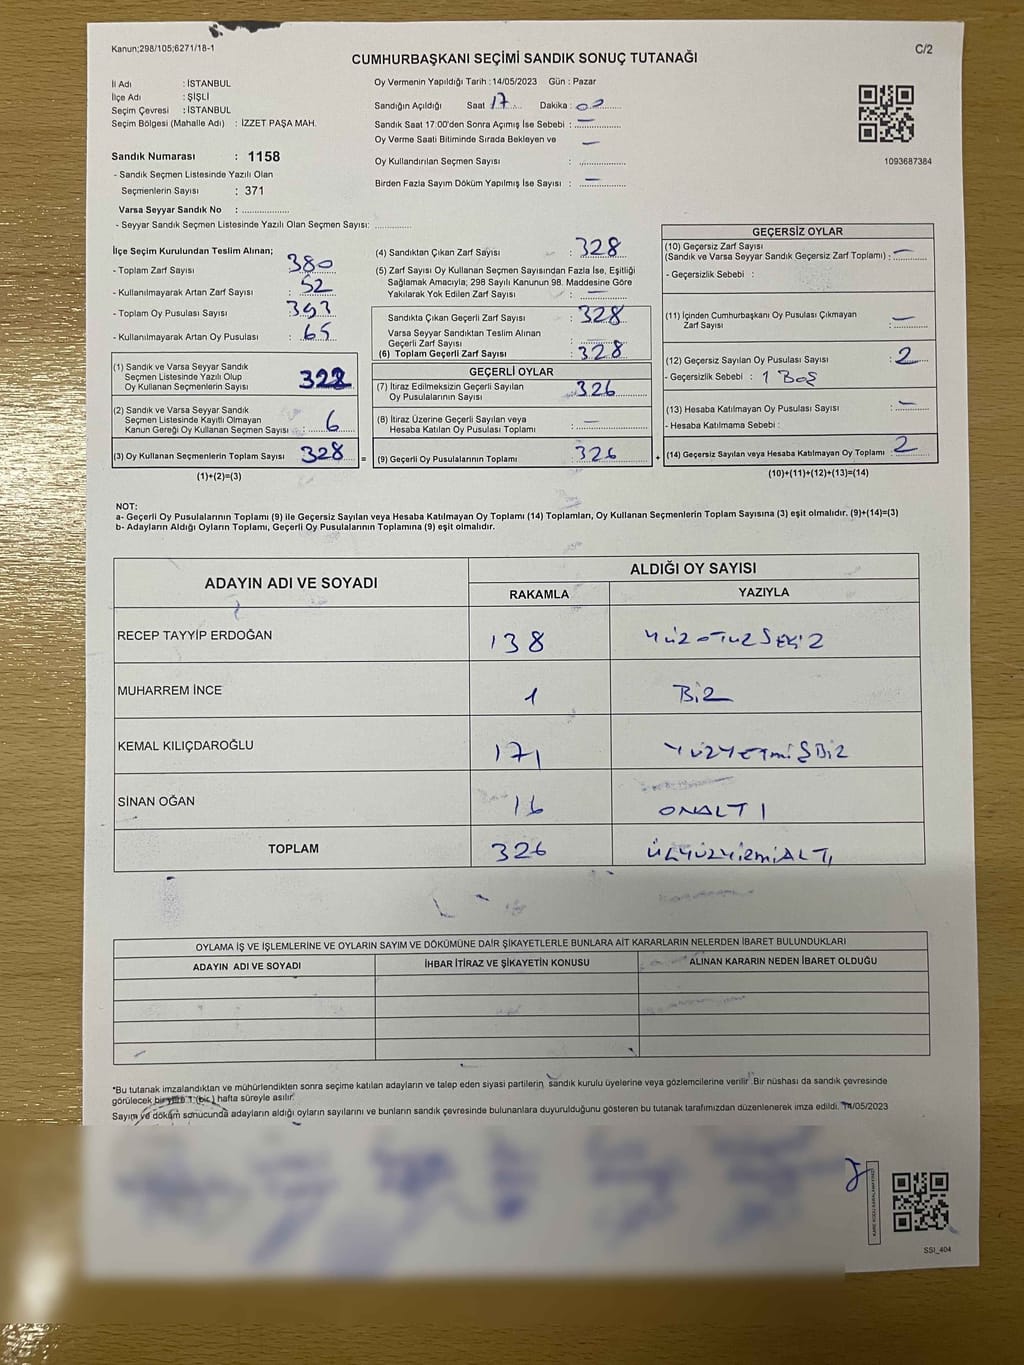 Kanun;298/105;6271/18-1
C/2
CUMHURBAŞKANI SEÇİMİ SANDIK SONUÇ TUTANAĞI
İl Adı : İSTANBUL
İlçe Adı : ŞİŞLİ
Seçim Çevresi : İSTANBUL
Seçim Bölgesi (Mahalle Adı) : İZZET PAŞA MAH.
Sandık Numarası : 1158
- Sandık Seçmen Listesinde Yazılı Olan
Seçmenlerin Sayısı : 371
Varsa Seyyar Sandık No : ................
- Seyyar Sandık Seçmen Listesinde Yazılı Olan Seçmen Sayısı: ............
Oy Vermenin Yapıldığı Tarih : 14/05/2023 Gün : Pazar
Sandığın Açıldığı Saat 17 Dakika : 00
Sandık Saat 17:00'den Sonra Açımış İse Sebebi : —
Oy Verme Saati Bitiminde Sırada Bekleyen ve —
Oy Kullandırılan Seçmen Sayısı : ................
Birden Fazla Sayım Döküm Yapılmış İse Sayısı : —
1093687384
İlçe Seçim Kurulundan Teslim Alınan;
- Toplam Zarf Sayısı : 380
- Kullanılmayarak Artan Zarf Sayısı : 52
- Toplam Oy Pusulası Sayısı : 393
- Kullanılmayarak Artan Oy Pusulası : 65
(1) Sandık ve Varsa Seyyar Sandık
Seçmen Listesinde Yazılı Olup
Oy Kullanan Seçmenlerin Sayısı : 322
(2) Sandık ve Varsa Seyyar Sandık
Seçmen Listesinde Kayıtlı Olmayan
Kanun Gereği Oy Kullanan Seçmen Sayısı : 6
(3) Oy Kullanan Seçmenlerin Toplam Sayısı 328
(1)+(2)=(3)
(4) Sandıktan Çıkan Zarf Sayısı : 328
(5) Zarf Sayısı Oy Kullanan Seçmen Sayısından Fazla İse, Eşitliği
Sağlamak Amacıyla; 298 Sayılı Kanunun 98. Maddesine Göre
Yakılarak Yok Edilen Zarf Sayısı : —
Sandıkta Çıkan Geçerli Zarf Sayısı : 328
Varsa Seyyar Sandıktan Teslim Alınan
Geçerli Zarf Sayısı : ................
(6) Toplam Geçerli Zarf Sayısı : 328
GEÇERLİ OYLAR
(7) İtiraz Edilmeksizin Geçerli Sayılan
Oy Pusulalarının Sayısı : 326
(8) İtiraz Üzerine Geçerli Sayılan veya
Hesaba Katılan Oy Pusulası Toplamı : —
= (9) Geçerli Oy Pusulalarının Toplamı 326
GEÇERSİZ OYLAR
(10) Geçersiz Zarf Sayısı
(Sandık ve Varsa Seyyar Sandık Geçersiz Zarf Toplamı) : —
- Geçersizlik Sebebi :
(11) İçinden Cumhurbaşkanı Oy Pusulası Çıkmayan
Zarf Sayısı —
(12) Geçersiz Sayılan Oy Pusulası Sayısı : 2
- Geçersizlik Sebebi : 1 BOŞ
(13) Hesaba Katılmayan Oy Pusulası Sayısı : —
- Hesaba Katılmama Sebebi :
+ (14) Geçersiz Sayılan veya Hesaba Katılmayan Oy Toplamı 2
(10)+(11)+(12)+(13)=(14)
NOT:
a- Geçerli Oy Pusulalarının Toplamı (9) ile Geçersiz Sayılan veya Hesaba Katılmayan Oy Toplamı (14) Toplamları, Oy Kullanan Seçmenlerin Toplam Sayısına (3) eşit olmalıdır. (9)+(14)=(3)
b- Adayların Aldığı Oyların Toplamı, Geçerli Oy Pusulalarının Toplamına (9) eşit olmalıdır.
ADAYIN ADI VE SOYADI
ALDIĞI OY SAYISI
RAKAMLA YAZIYLA
RECEP TAYYİP ERDOĞAN 138 YÜZOTUZSEKİZ
MUHARREM İNCE 1 BİR
KEMAL KILIÇDAROĞLU 171 YÜZYETMİŞBİR
SİNAN OĞAN 16 ONALTI
TOPLAM 326 ÜÇYÜZYİRMİALTI
OYLAMA İŞ VE İŞLEMLERİNE VE OYLARIN SAYIM VE DÖKÜMÜNE DAİR ŞİKAYETLERLE BUNLARA AİT KARARLARIN NELERDEN İBARET BULUNDUKLARI
ADAYIN ADI VE SOYADI İHBAR İTİRAZ VE ŞİKAYETİN KONUSU ALINAN KARARIN NEDEN İBARET OLDUĞU
*Bu tutanak imzalandıktan ve mühürlendikten sonra seçime katılan adayların ve talep eden siyasi partilerin, sandık kurulu üyelerine veya gözlemcilerine verilir. Bir nüshası da sandık çevresinde
görülecek bir yere 1 (bir) hafta süreyle asılır.
Sayım ve döküm sonucunda adayların aldığı oyların sayılarını ve bunların sandık çevresinde bulunanlara duyurulduğunu gösteren bu tutanak tarafımızdan düzenlenerek imza edildi. 14/05/2023
SSI_404